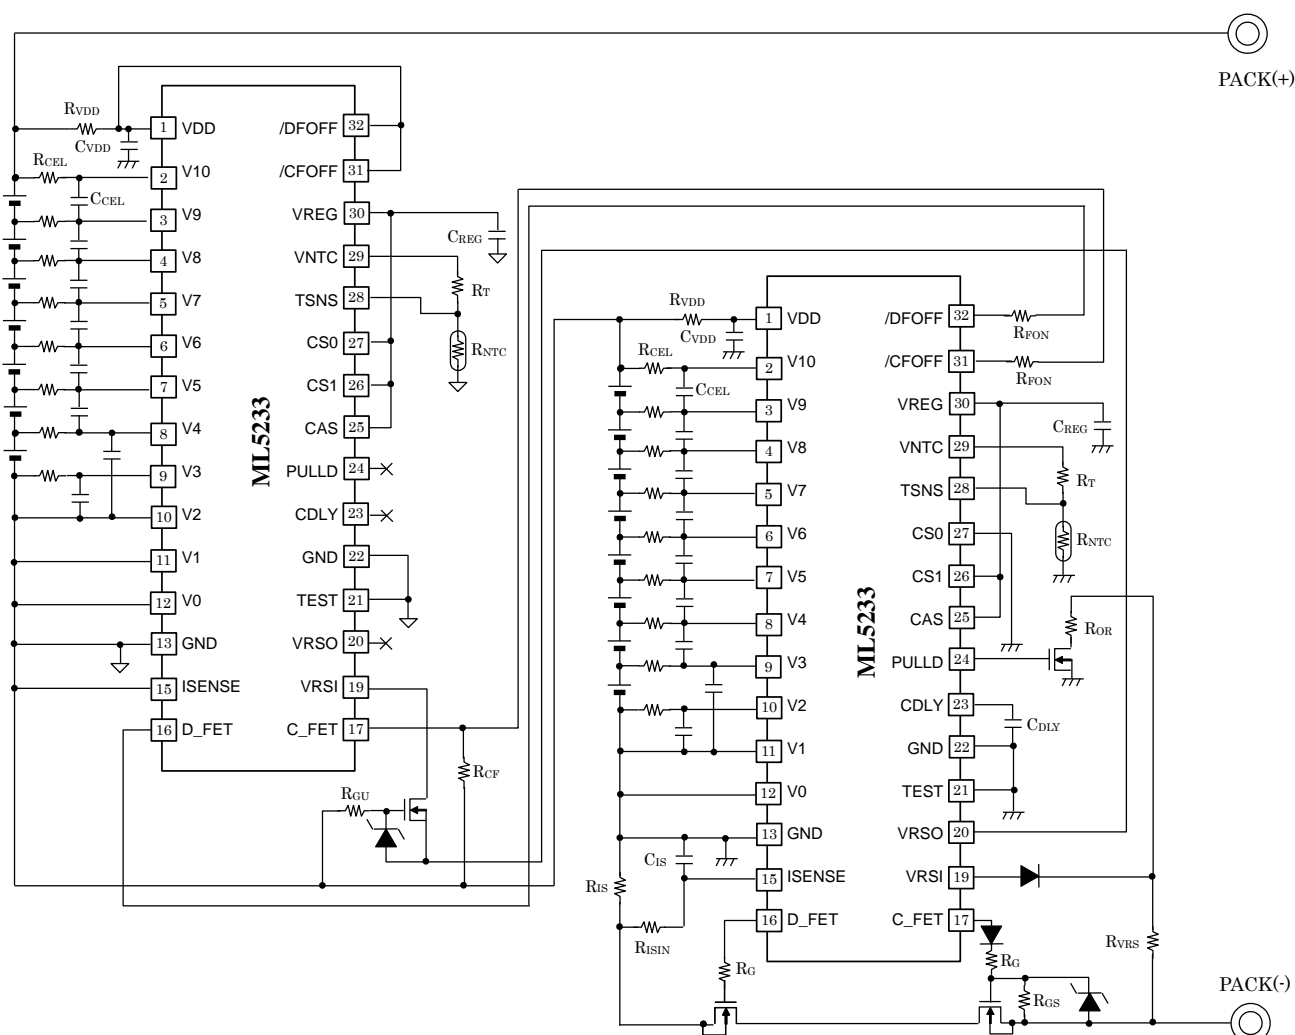 PACK(+)
RVDD
CVDD
RCEL
CCEL
1 VDD
2 V10
3 V9
4 V8
5 V7
6 V6
7 V5
8 V4
9 V3
10 V2
11 V1
12 V0
13 GND
15 ISENSE
16 D_FET
ML5233
/DFOFF 32
/CFOFF 31
VREG 30
VNTC 29
TSNS 28
CS0 27
CS1 26
CAS 25
PULLD 24
CDLY 23
GND 22
TEST 21
VRSO 20
VRSI 19
C_FET 17
CREG
RT
RNTC
RCF
RGU
RVDD
CVDD
RCEL
CCEL
1 VDD
2 V10
3 V9
4 V8
5 V7
6 V6
7 V5
8 V4
9 V3
10 V2
11 V1
12 V0
13 GND
15 ISENSE
16 D_FET
ML5233
/DFOFF 32
/CFOFF 31
VREG 30
VNTC 29
TSNS 28
CS0 27
CS1 26
CAS 25
PULLD 24
CDLY 23
GND 22
TEST 21
VRSO 20
VRSI 19
C_FET 17
RFON
RFON
CREG
RT
RNTC
ROR
CDLY
CIS
RIS
RISIN
RG
RG
RGS
RVRS
PACK(-)